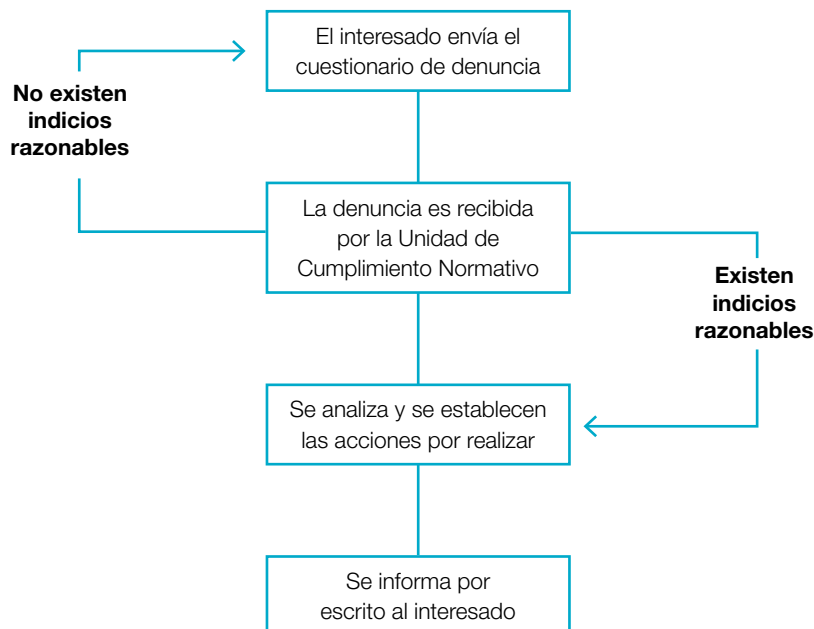 El interesado envía el
cuestionario de denuncia
No existen
indicios
razonables
La denuncia es recibida
por la Unidad de
Cumplimiento Normativo
Existen
indicios
razonables
Se analiza y se establecen
las acciones por realizar
Se informa por
escrito al interesado